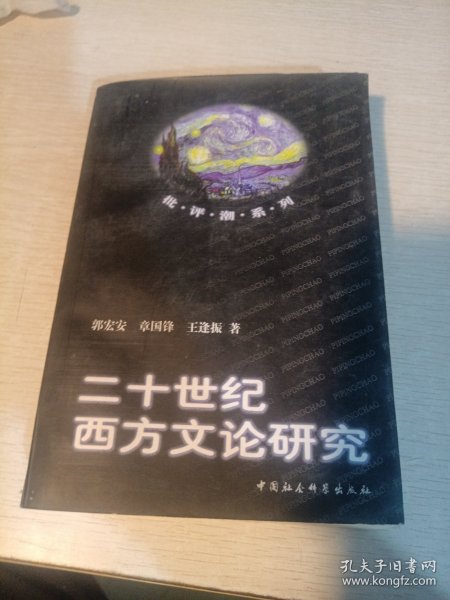 批·评·潮·系·列
郭宏安 章国锋 王逢振 著
二十世纪
西方文论研究
中国社会科学出版社
PIPINGCHAO
孔夫子旧书网
www.kongfz.com